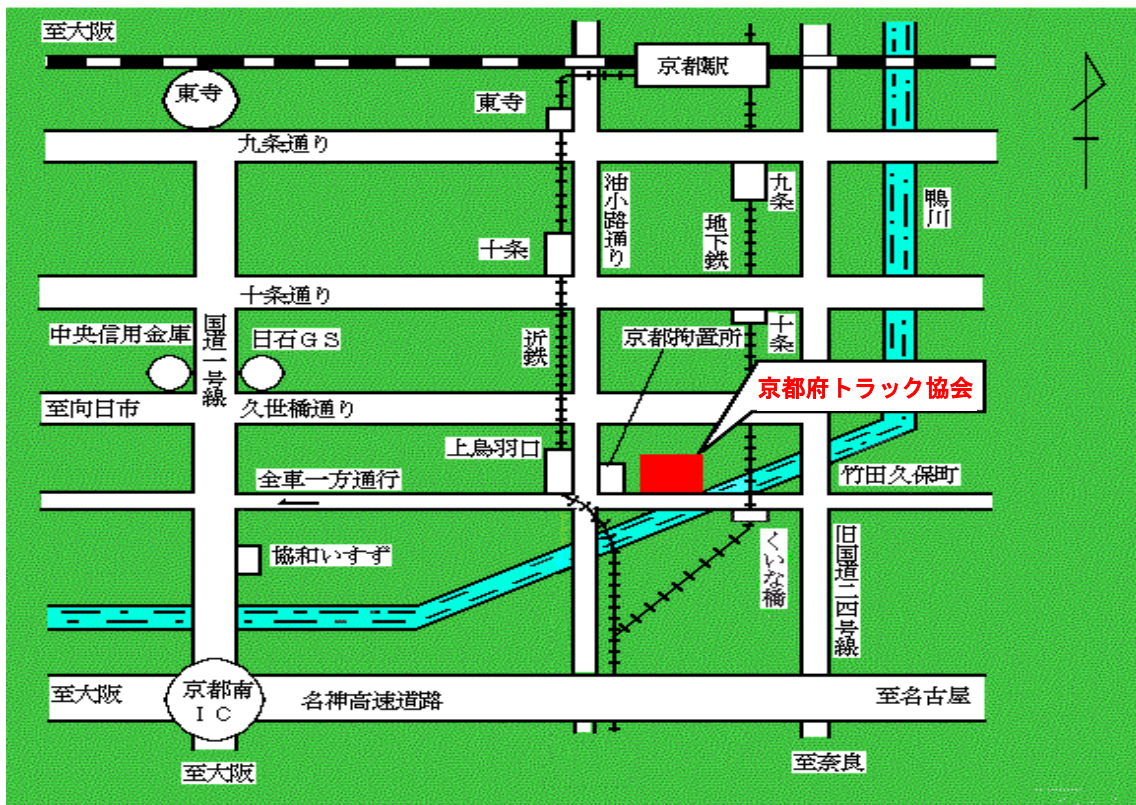 至大阪
京都駅
東寺
東寺
九条通り
油小路通り
九条
地下鉄
鴨川
十条
十条通り
国道一号線
中央信用金庫
日石GS
近鉄
京都拘置所
十条
京都府トラック協会
至向日市
久世橋通り
上鳥羽口
全車一方通行
竹田久保町
協和いすず
くいな橋
旧国道二四号線
至大阪
京都南
IC
名神高速道路
至名古屋
至大阪
至奈良